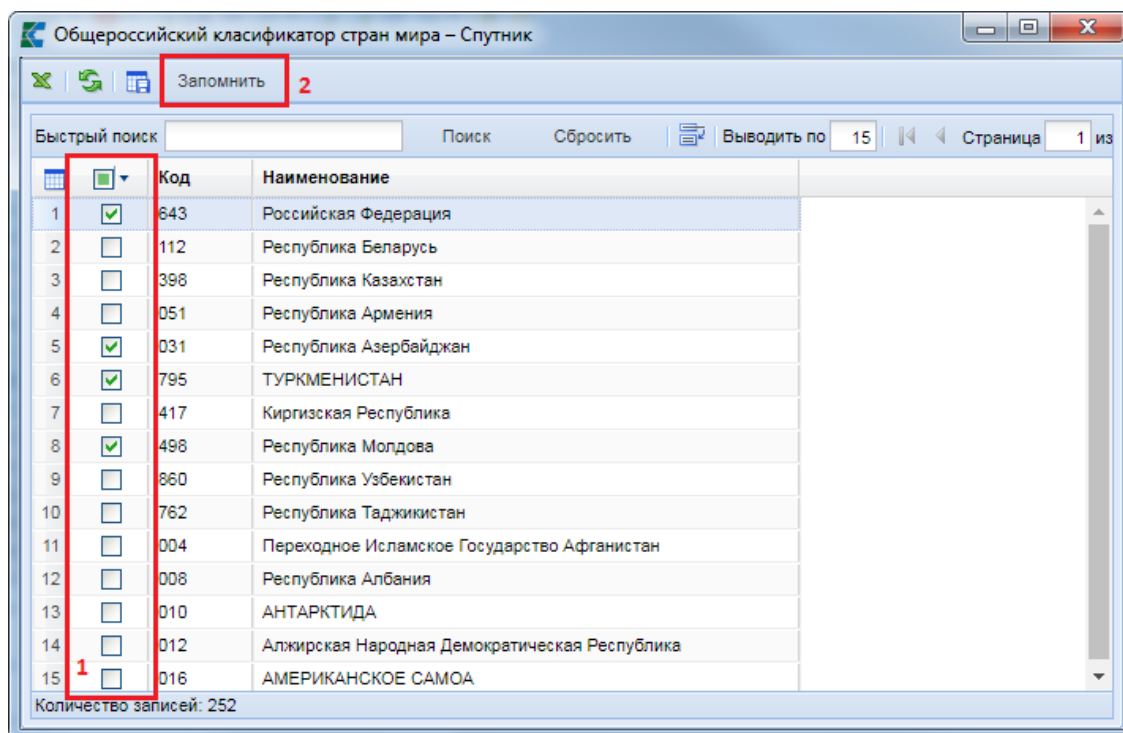 Общероссийский класификатор стран мира – Спутник
Запомнить 2
Быстрый поиск Поиск Сбросить Выводить по 15 Страница 1 из
Код Наименование
1 643 Российская Федерация
2 112 Республика Беларусь
3 398 Республика Казахстан
4 051 Республика Армения
5 031 Республика Азербайджан
6 795 ТУРКМЕНИСТАН
7 417 Киргизская Республика
8 498 Республика Молдова
9 860 Республика Узбекистан
10 762 Республика Таджикистан
11 004 Переходное Исламское Государство Афганистан
12 008 Республика Албания
13 010 АНТАРКТИДА
14 012 Алжирская Народная Демократическая Республика
1
15 016 АМЕРИКАНСКОЕ САМОА
Количество записей: 252